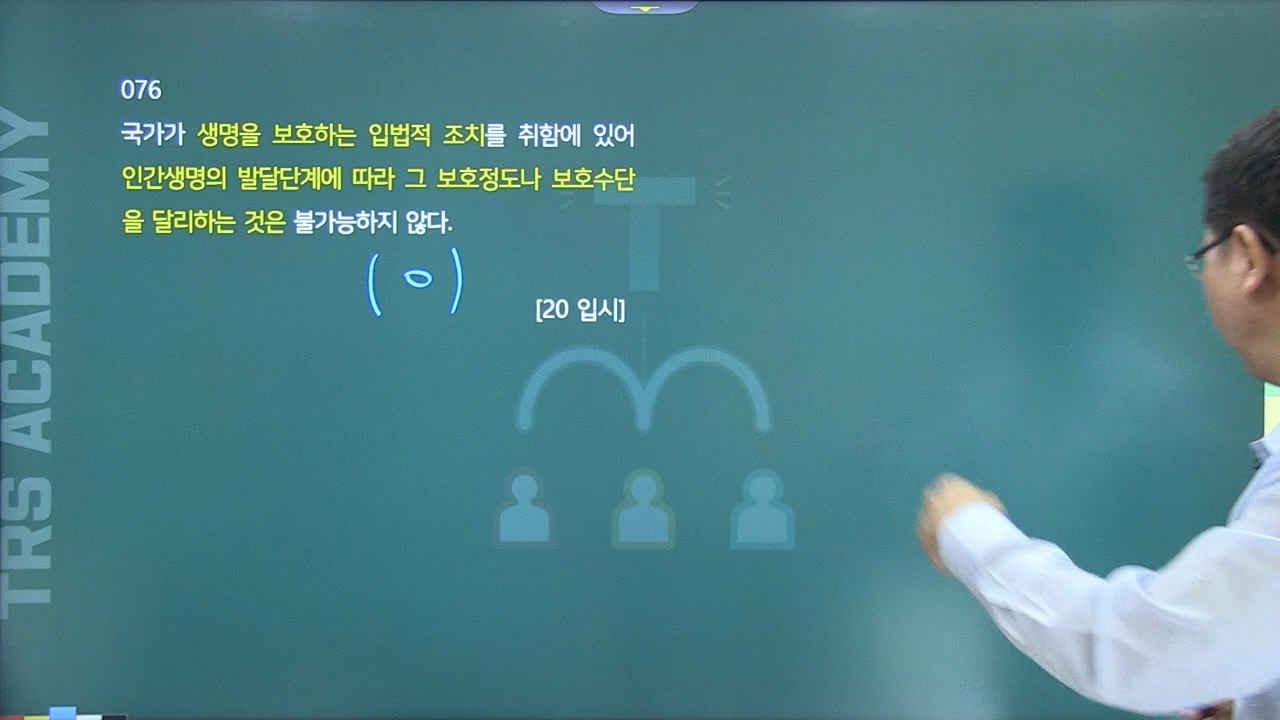 076
국가가 생명을 보호하는 입법적 조치를 취함에 있어
인간생명의 발달단계에 따라 그 보호정도나 보호수단
을 달리하는 것은 불가능하지 않다.
( O )
[20 입시]
TRS ACADEMY